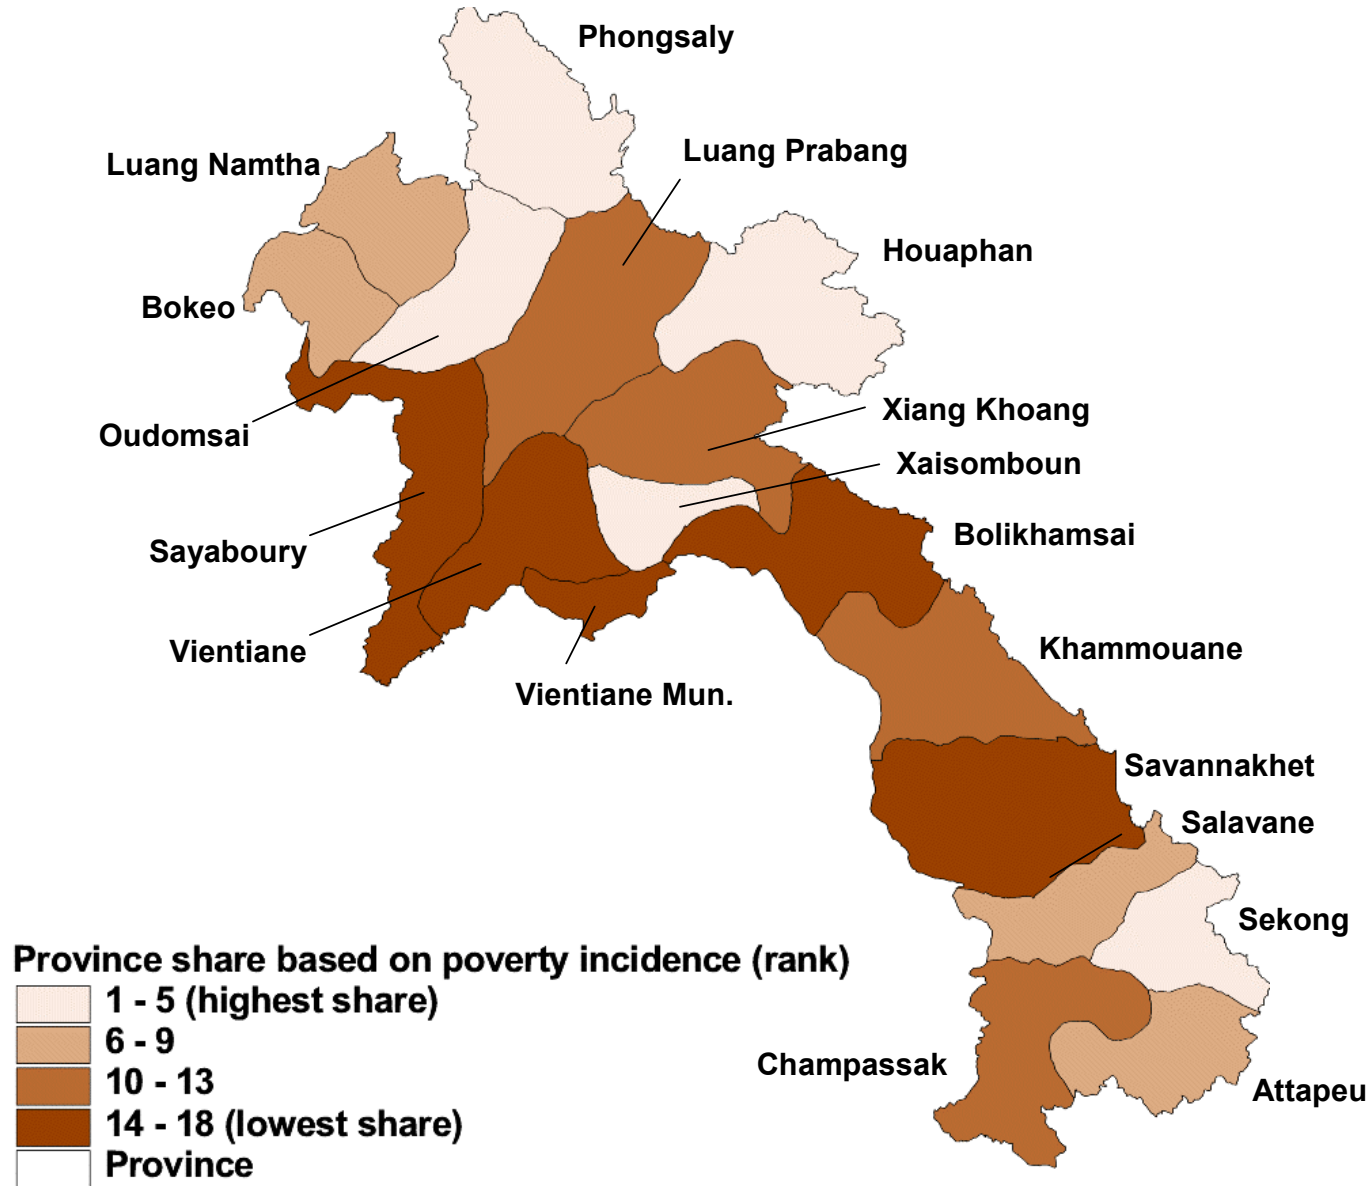 Phongsaly
Luang Namtha
Luang Prabang
Houaphan
Bokeo
Oudomsai
Xiang Khoang
Xaisomboun
Sayaboury
Bolikhamsai
Vientiane
Khammouane
Vientiane Mun.
Savannakhet
Salavane
Sekong
Champassak
Attapeu
Province share based on poverty incidence (rank)
1 - 5 (highest share)
6 - 9
10 - 13
14 - 18 (lowest share)
Province